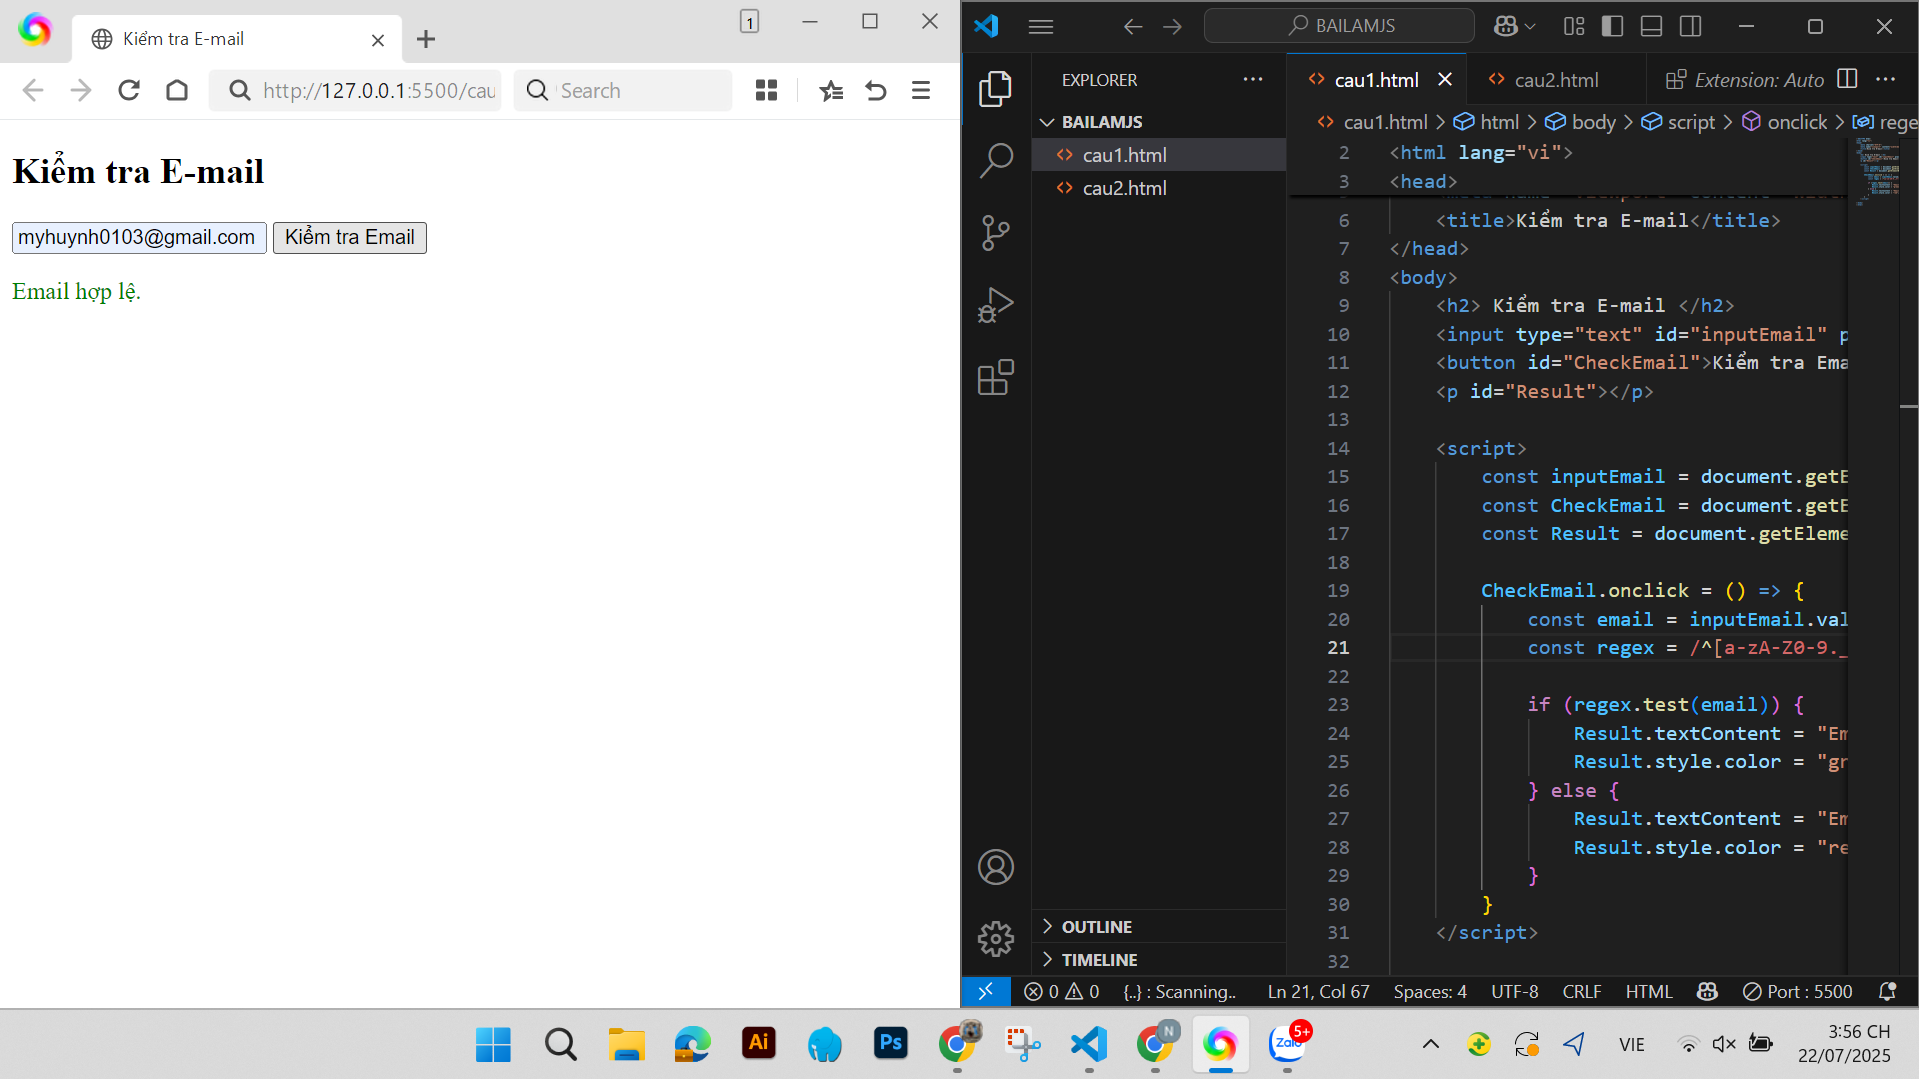 1
Kiểm tra E-mail
http://127.0.0.1:5500/cau
Search
Kiểm tra E-mail
myhuynh0103@gmail.com
Kiểm tra Email
Email hợp lệ.
BAILAMJS
EXPLORER
BAILAMJS
cau1.html
cau2.html
OUTLINE
TIMELINE
cau1.html
cau2.html
Extension: Auto
cau1.html > html > body > script > onclick > rege
2 <html lang="vi">
3 <head>
6 <title>Kiểm tra E-mail</title>
7 </head>
8 <body>
9 <h2> Kiểm tra E-mail </h2>
10 <input type="text" id="inputEmail" p
11 <button id="CheckEmail">Kiểm tra Ema
12 <p id="Result"></p>
13
14 <script>
15 const inputEmail = document.getE
16 const CheckEmail = document.getE
17 const Result = document.getEleme
18
19 CheckEmail.onclick = () => {
20 const email = inputEmail.val
21 const regex = /^[a-zA-Z0-9._
22
23 if (regex.test(email)) {
24 Result.textContent = "Em
25 Result.style.color = "gr
26 } else {
27 Result.textContent = "Em
28 Result.style.color = "re
29 }
30 }
31 </script>
32
0 0 {..} : Scanning.. Ln 21, Col 67 Spaces: 4 UTF-8 CRLF HTML Port : 5500
Ai
Ps
N
Zalo
5+
VIE
3:56 CH
22/07/2025